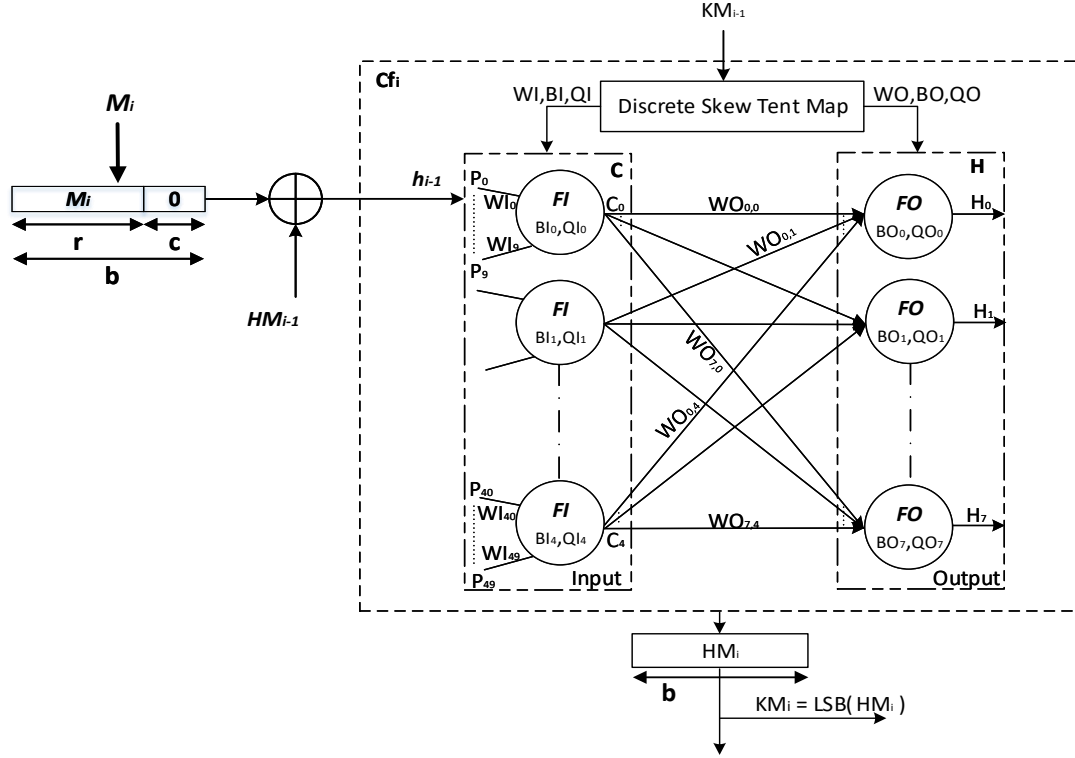 KMi-1
Cfi
Mi
WI,BI,QI
Discrete Skew Tent Map
WO,BO,QO
Mi
0
r
c
b
HMi-1
hi-1
C
P0
WI0
WI9
P9
FI
BI0,QI0
C0
FI
BI1,QI1
P40
WI40
WI49
P49
FI
BI4,QI4
C4
Input
WO0,0
WO0,1
WO7,0
WO0,4
WO7,4
H
FO
BO0,QO0
H0
FO
BO1,QO1
H1
FO
BO7,QO7
H7
Output
HMi
b
KMi = LSB( HMi )